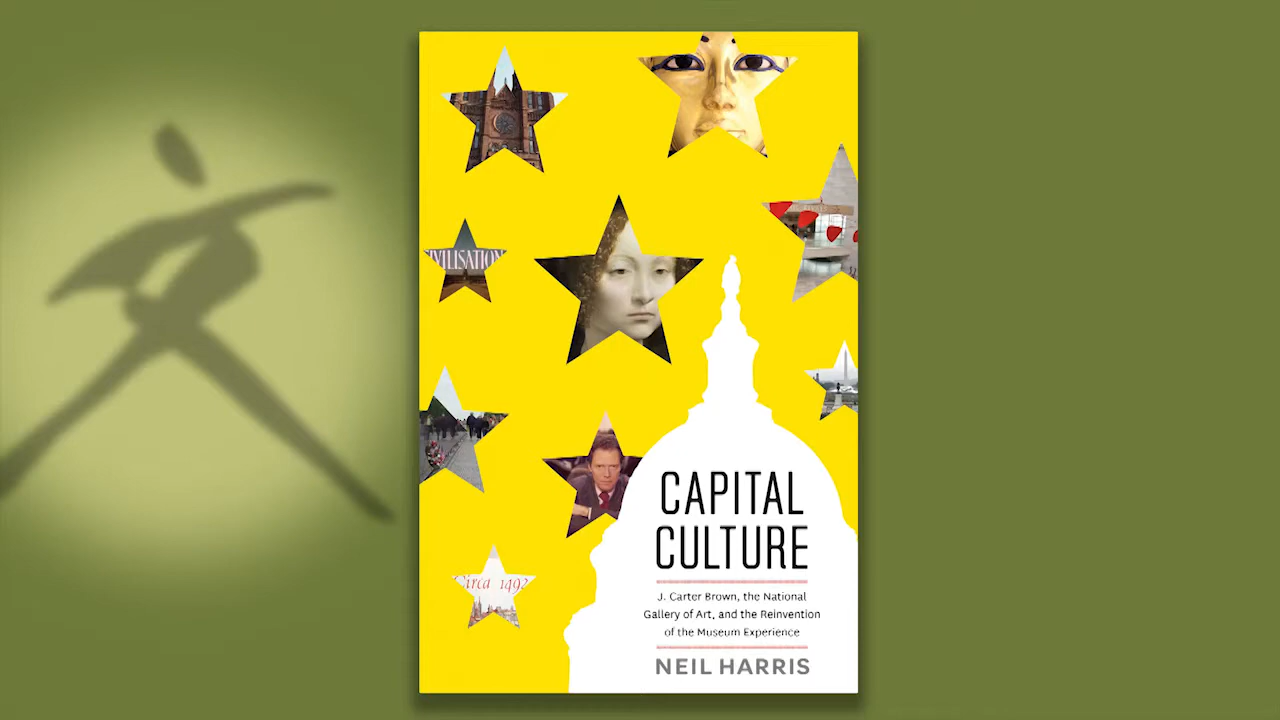 IVILISATION
Circa 1492
CAPITAL
CULTURE
J. Carter Brown, the National
Gallery of Art, and the Reinvention
of the Museum Experience
NEIL HARRIS